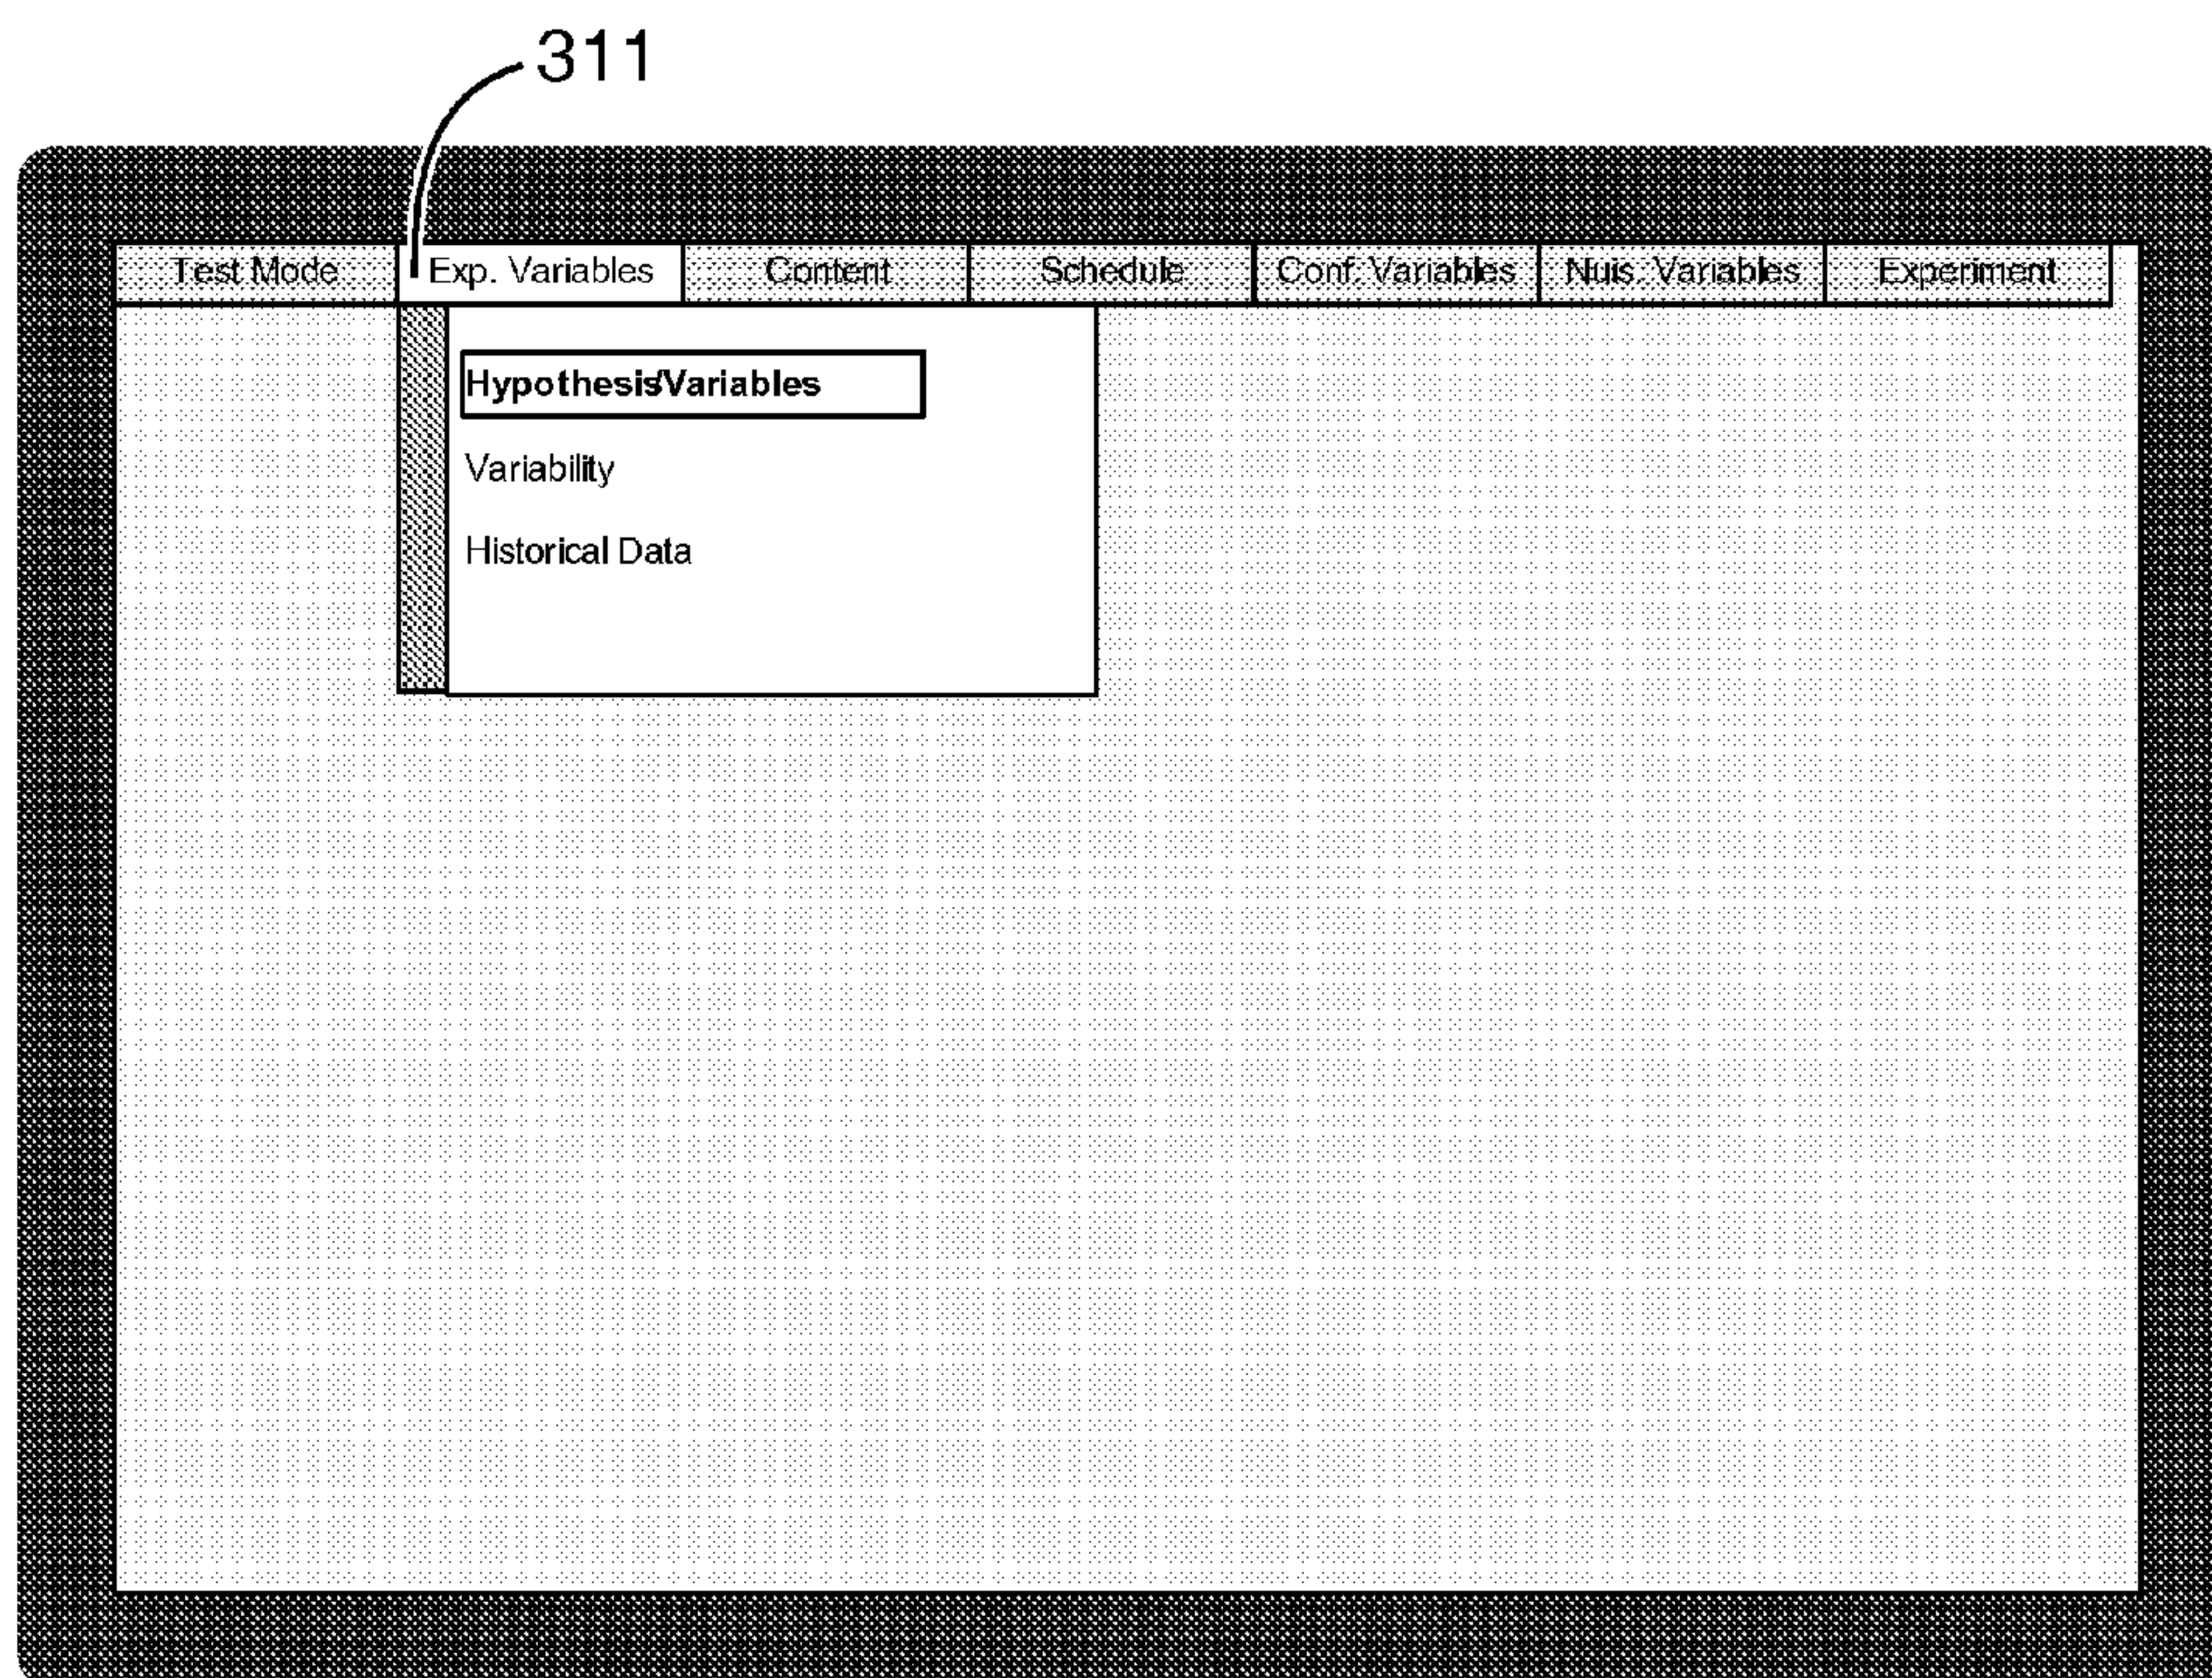 311
Test Mode Exp. Variables Content Schedule Conf. Variables Nuis. Variables Experiment
Hypothesis/Variables
Variability
Historical Data